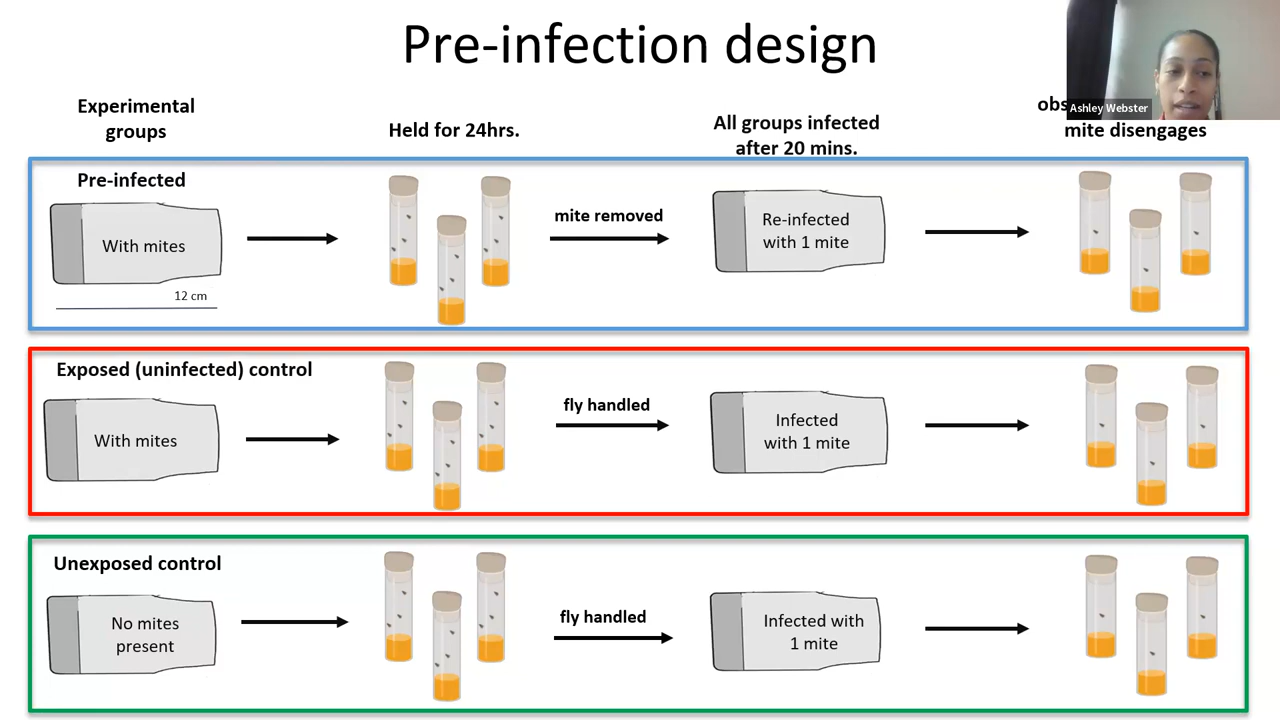 Pre-infection design
Ashley Webster
Experimental
groups
Held for 24hrs.
All groups infected
after 20 mins.
mite disengages
Pre-infected
With mites
12 cm
mite removed
Re-infected
with 1 mite
Exposed (uninfected) control
With mites
fly handled
Infected
with 1 mite
Unexposed control
No mites
present
fly handled
Infected with
1 mite